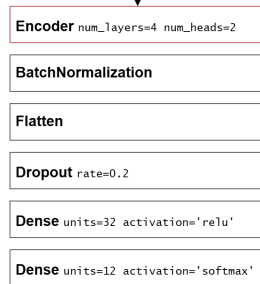 Encoder num_layers=4 num_heads=2
BatchNormalization
Flatten
Dropout rate=0.2
Dense units=32 activation='relu'
Dense units=12 activation='softmax'